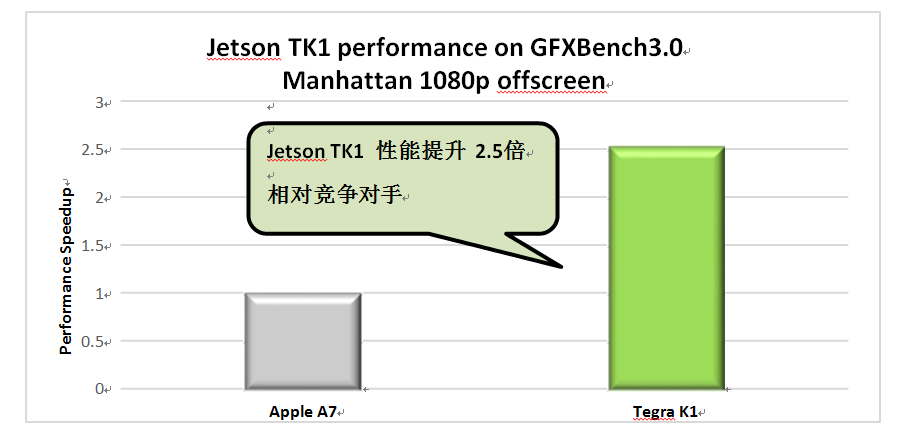 Jetson TK1 performance on GFXBench3.0
Manhattan 1080p offscreen
3
2.5
2
1.5
1
0.5
0
Performance Speedup
Jetson TK1 性能提升 2.5倍
相对竞争对手
Apple A7
Tegra K1